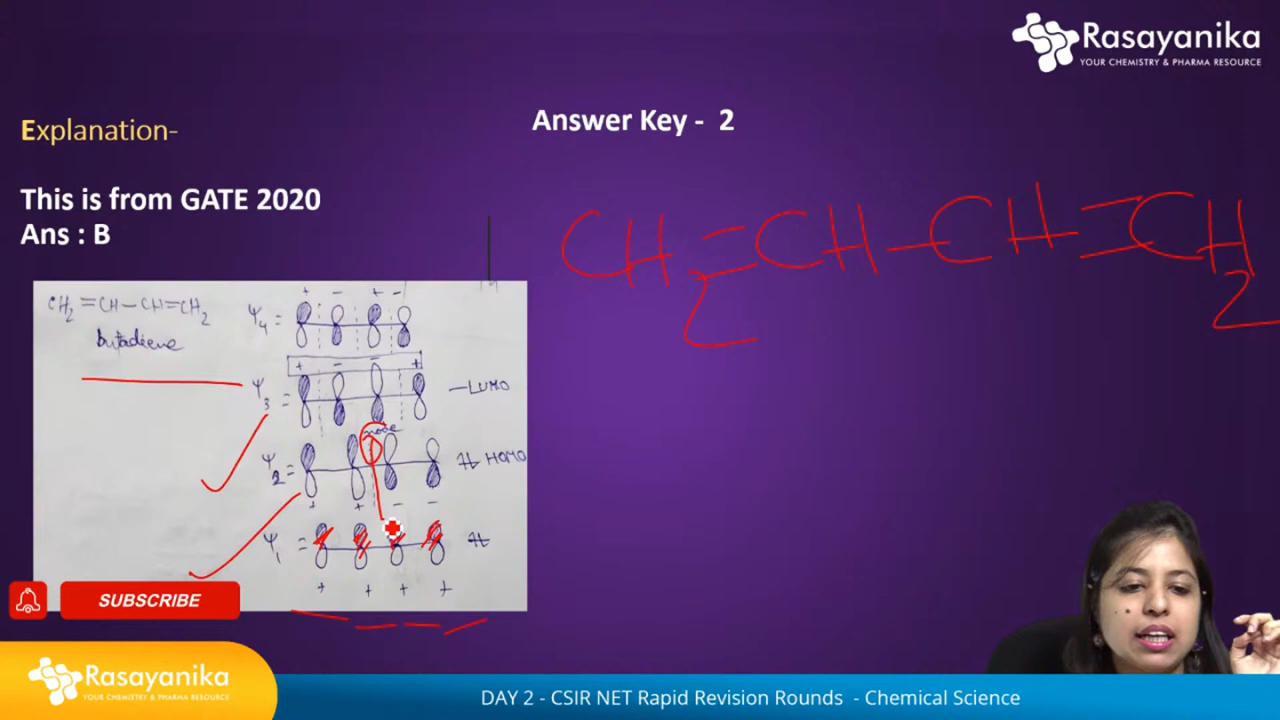 Rasayanika
YOUR CHEMISTRY & PHARMA RESOURCE
Answer Key - 2
Explanation-
This is from GATE 2020
Ans : B
CH2=CH-CH=CH2
CH2=CH-CH=CH2
butadiene
+ - + -
Ψ4 =
+ - - +
Ψ3 = -LUMO
node
Ψ2 = HOMO
+ + - -
Ψ1 =
+ + + +
SUBSCRIBE
Rasayanika
YOUR CHEMISTRY & PHARMA RESOURCE
DAY 2 - CSIR NET Rapid Revision Rounds - Chemical Science